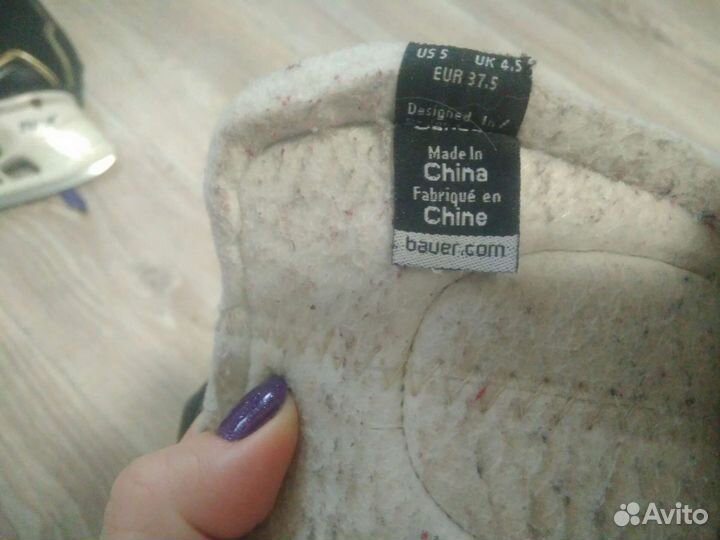 US 5 UK 4.5
EUR 37.5
Designed In /
Made In
China
Fabriqué en
Chine
bauer.com
Avito